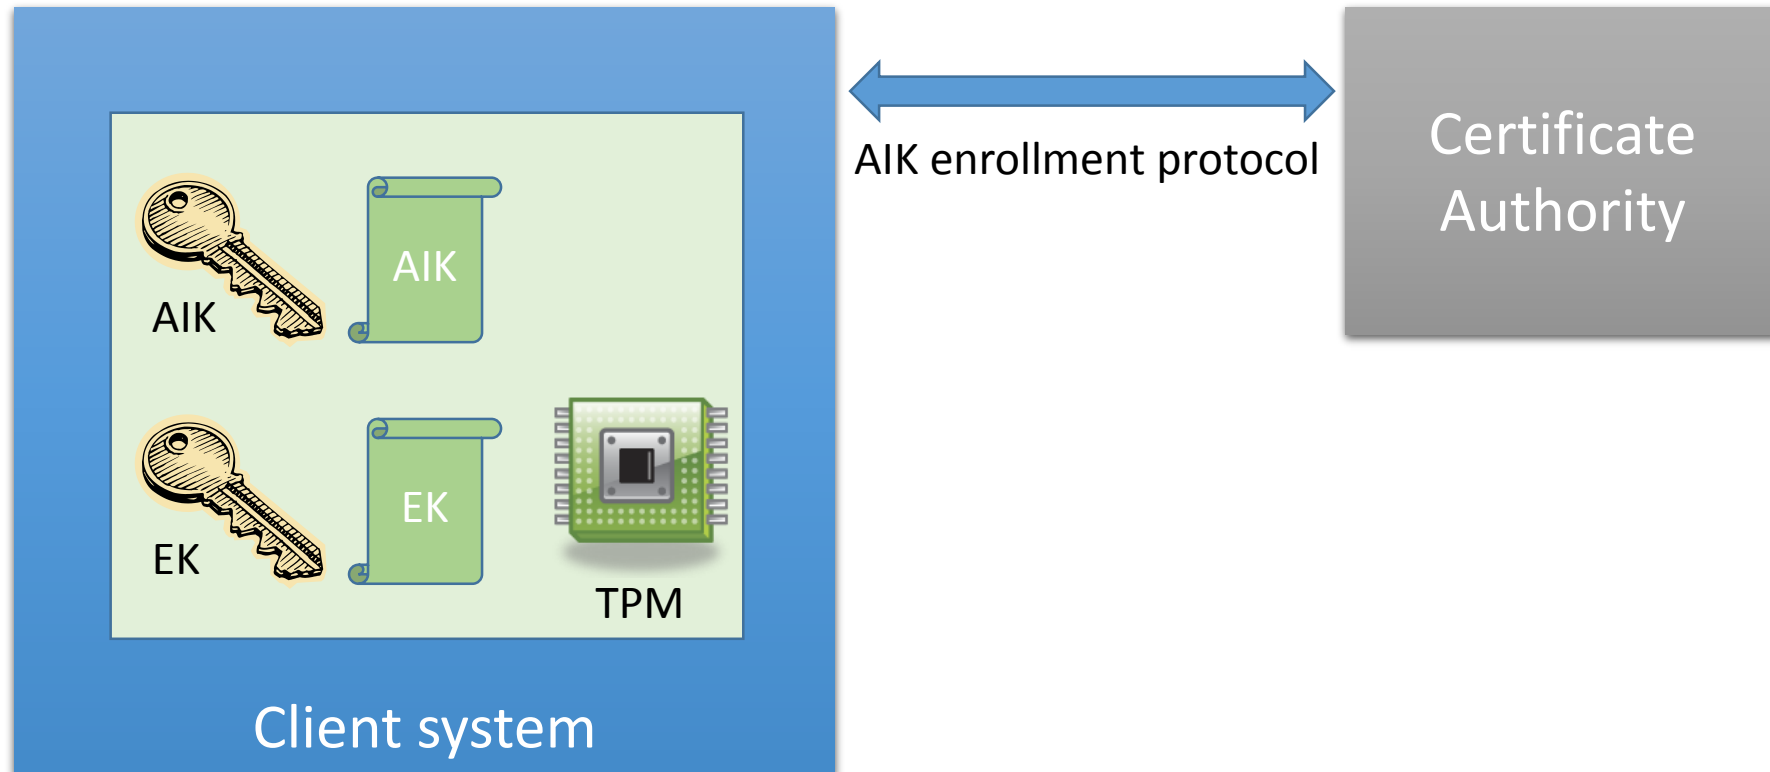 AIK enrollment protocol
Certificate
Authority
AIK
AIK
EK
EK
TPM
Client system